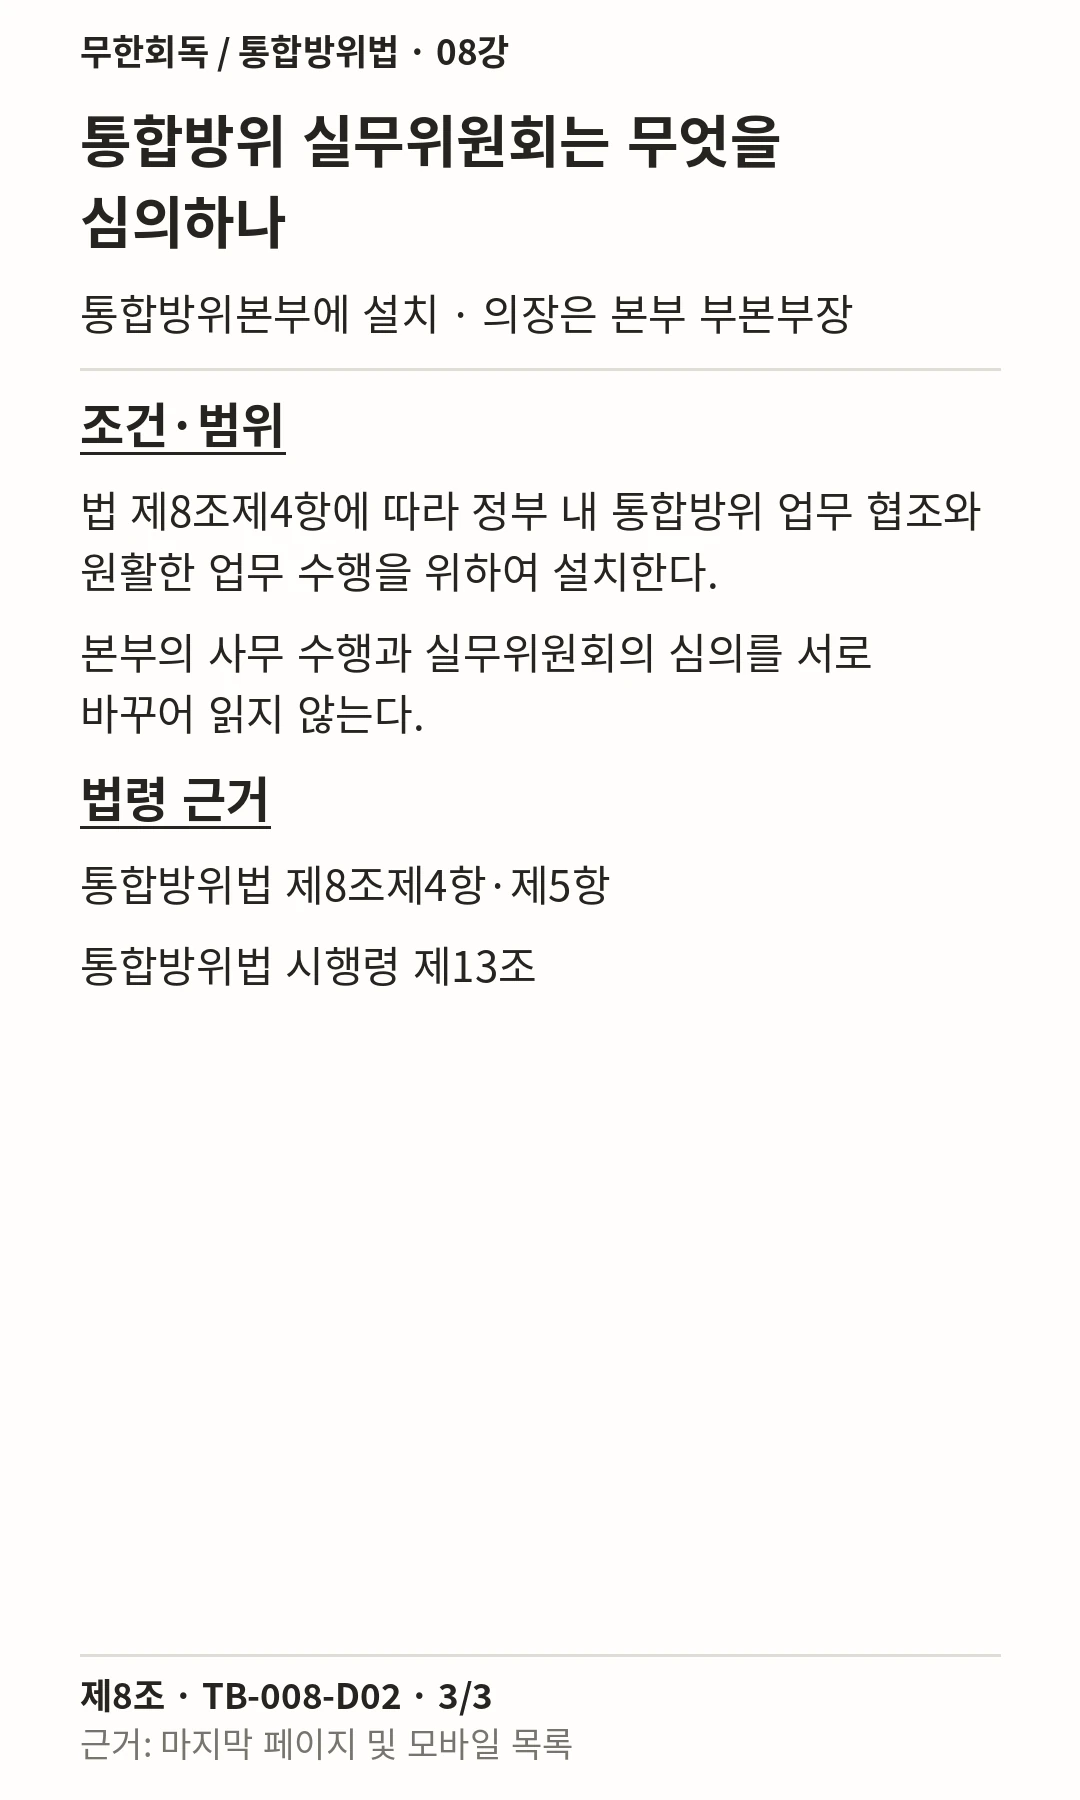 무한회독 / 통합방위법 · 08강
통합방위 실무위원회는 무엇을
심의하나
통합방위본부에 설치 · 의장은 본부 부본부장
조건·범위
법 제8조제4항에 따라 정부 내 통합방위 업무 협조와
원활한 업무 수행을 위하여 설치한다.
본부의 사무 수행과 실무위원회의 심의를 서로
바꾸어 읽지 않는다.
법령 근거
통합방위법 제8조제4항·제5항
통합방위법 시행령 제13조
제8조 · TB-008-D02 · 3/3
근거: 마지막 페이지 및 모바일 목록